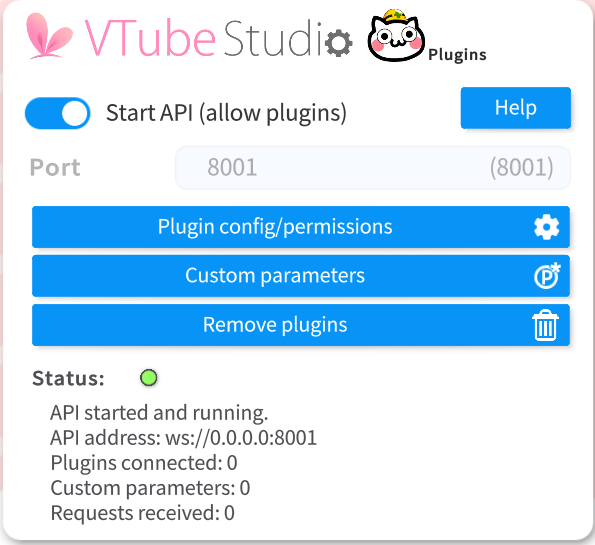 VTube Studio
Plugins
Start API (allow plugins)
Help
Port
8001
(8001)
Plugin config/permissions
Custom parameters
P*
Remove plugins
Status:
API started and running.
API address: ws://0.0.0.0:8001
Plugins connected: 0
Custom parameters: 0
Requests received: 0